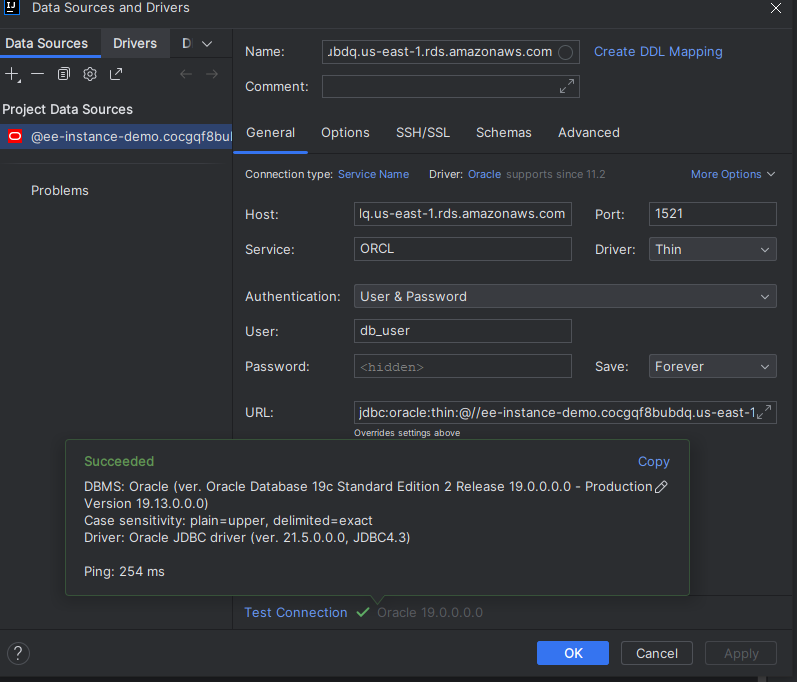 IJ Data Sources and Drivers
Data Sources Drivers D
Project Data Sources
@ee-instance-demo.cocgqf8bul
Problems
Name: ubdq.us-east-1.rds.amazonaws.com Create DDL Mapping
Comment:
General Options SSH/SSL Schemas Advanced
Connection type: Service Name Driver: Oracle supports since 11.2 More Options
Host: lq.us-east-1.rds.amazonaws.com Port: 1521
Service: ORCL Driver: Thin
Authentication: User & Password
User: db_user
Password: <hidden> Save: Forever
URL: jdbc:oracle:thin:@//ee-instance-demo.cocgqf8bubdq.us-east-1
Overrides settings above
Succeeded Copy
DBMS: Oracle (ver. Oracle Database 19c Standard Edition 2 Release 19.0.0.0.0 - Production
Version 19.13.0.0.0)
Case sensitivity: plain=upper, delimited=exact
Driver: Oracle JDBC driver (ver. 21.5.0.0.0, JDBC4.3)
Ping: 254 ms
Test Connection Oracle 19.0.0.0.0
? OK Cancel Apply